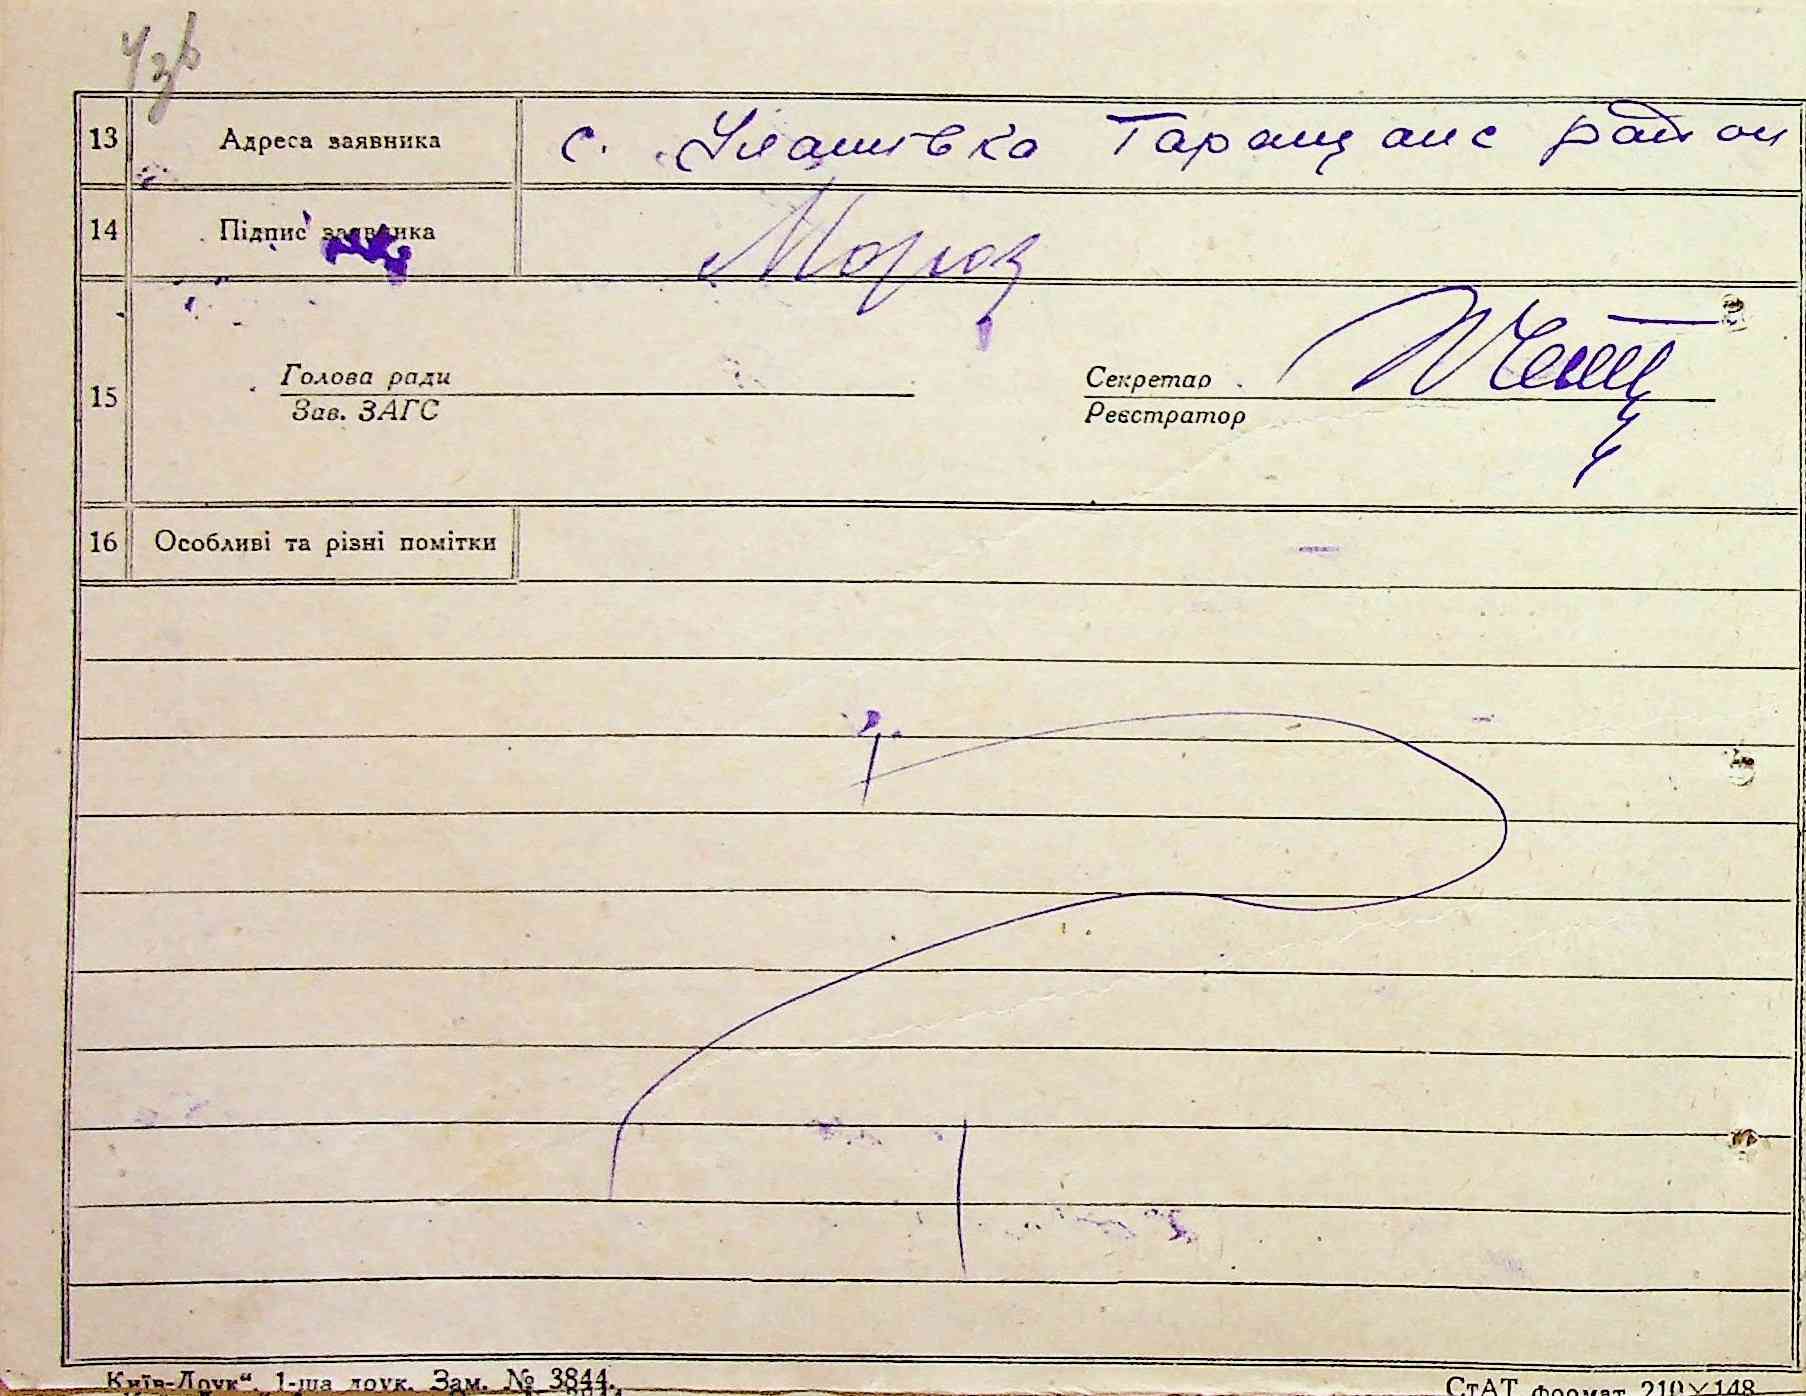 13 Адреса заявника с. Улашівка Таращанс район
14 Підпис заявника Мороз
15
Голова ради Секретар
Зав. ЗАГС Реєстратор
16 Особливі та різні помітки
Київ-Друк“. 1-ша друк. Зам. № 3844. СтАТ формат 210×148